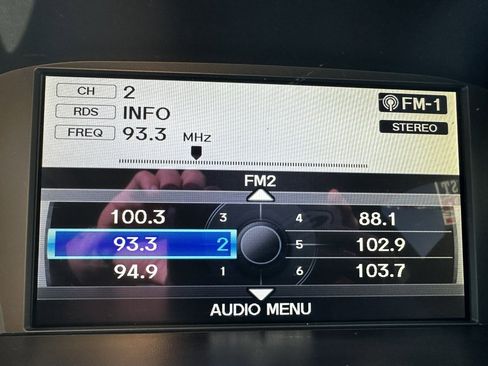 CH 2 FM-1
RDS INFO STEREO
FREQ 93.3 MHz
FM2
100.3 3 4 88.1
93.3 2 5 102.9
94.9 1 6 103.7
AUDIO MENU